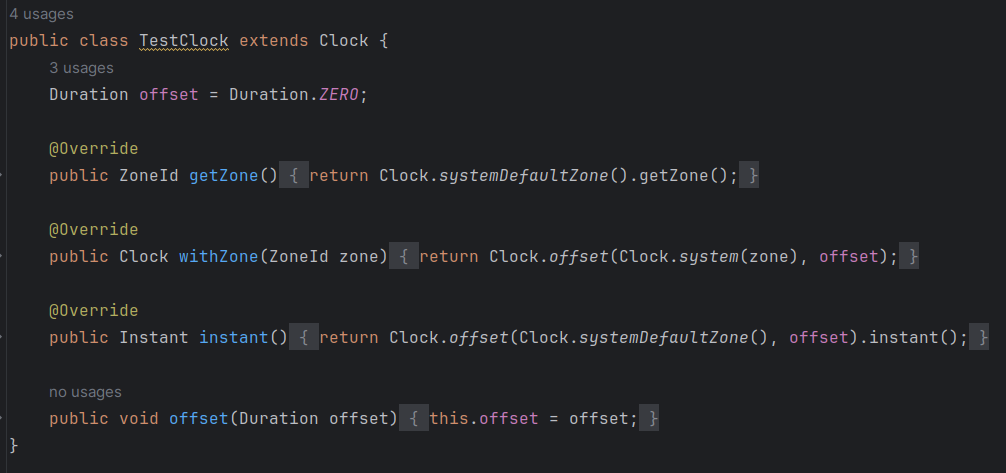 4 usages
public class TestClock extends Clock {
3 usages
Duration offset = Duration.ZERO;
@Override
public ZoneId getZone() { return Clock.systemDefaultZone().getZone(); }
@Override
public Clock withZone(ZoneId zone) { return Clock.offset(Clock.system(zone), offset); }
@Override
public Instant instant() { return Clock.offset(Clock.systemDefaultZone(), offset).instant(); }
no usages
public void offset(Duration offset) { this.offset = offset; }
}